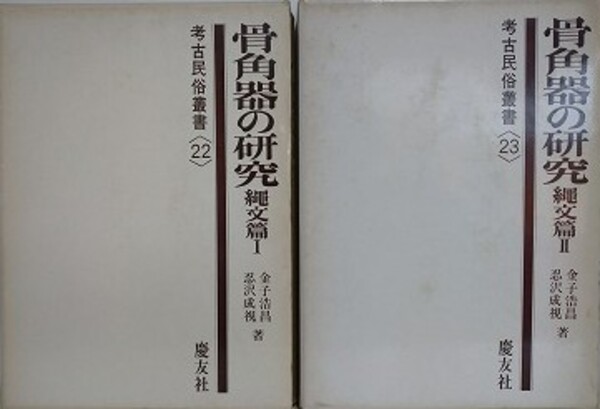 骨角器の研究 縄文篇Ⅰ
考古民俗叢書〈22〉
金子浩昌
忍沢成視 著
慶友社
骨角器の研究 縄文篇Ⅱ
考古民俗叢書〈23〉
金子浩昌
忍沢成視 著
慶友社